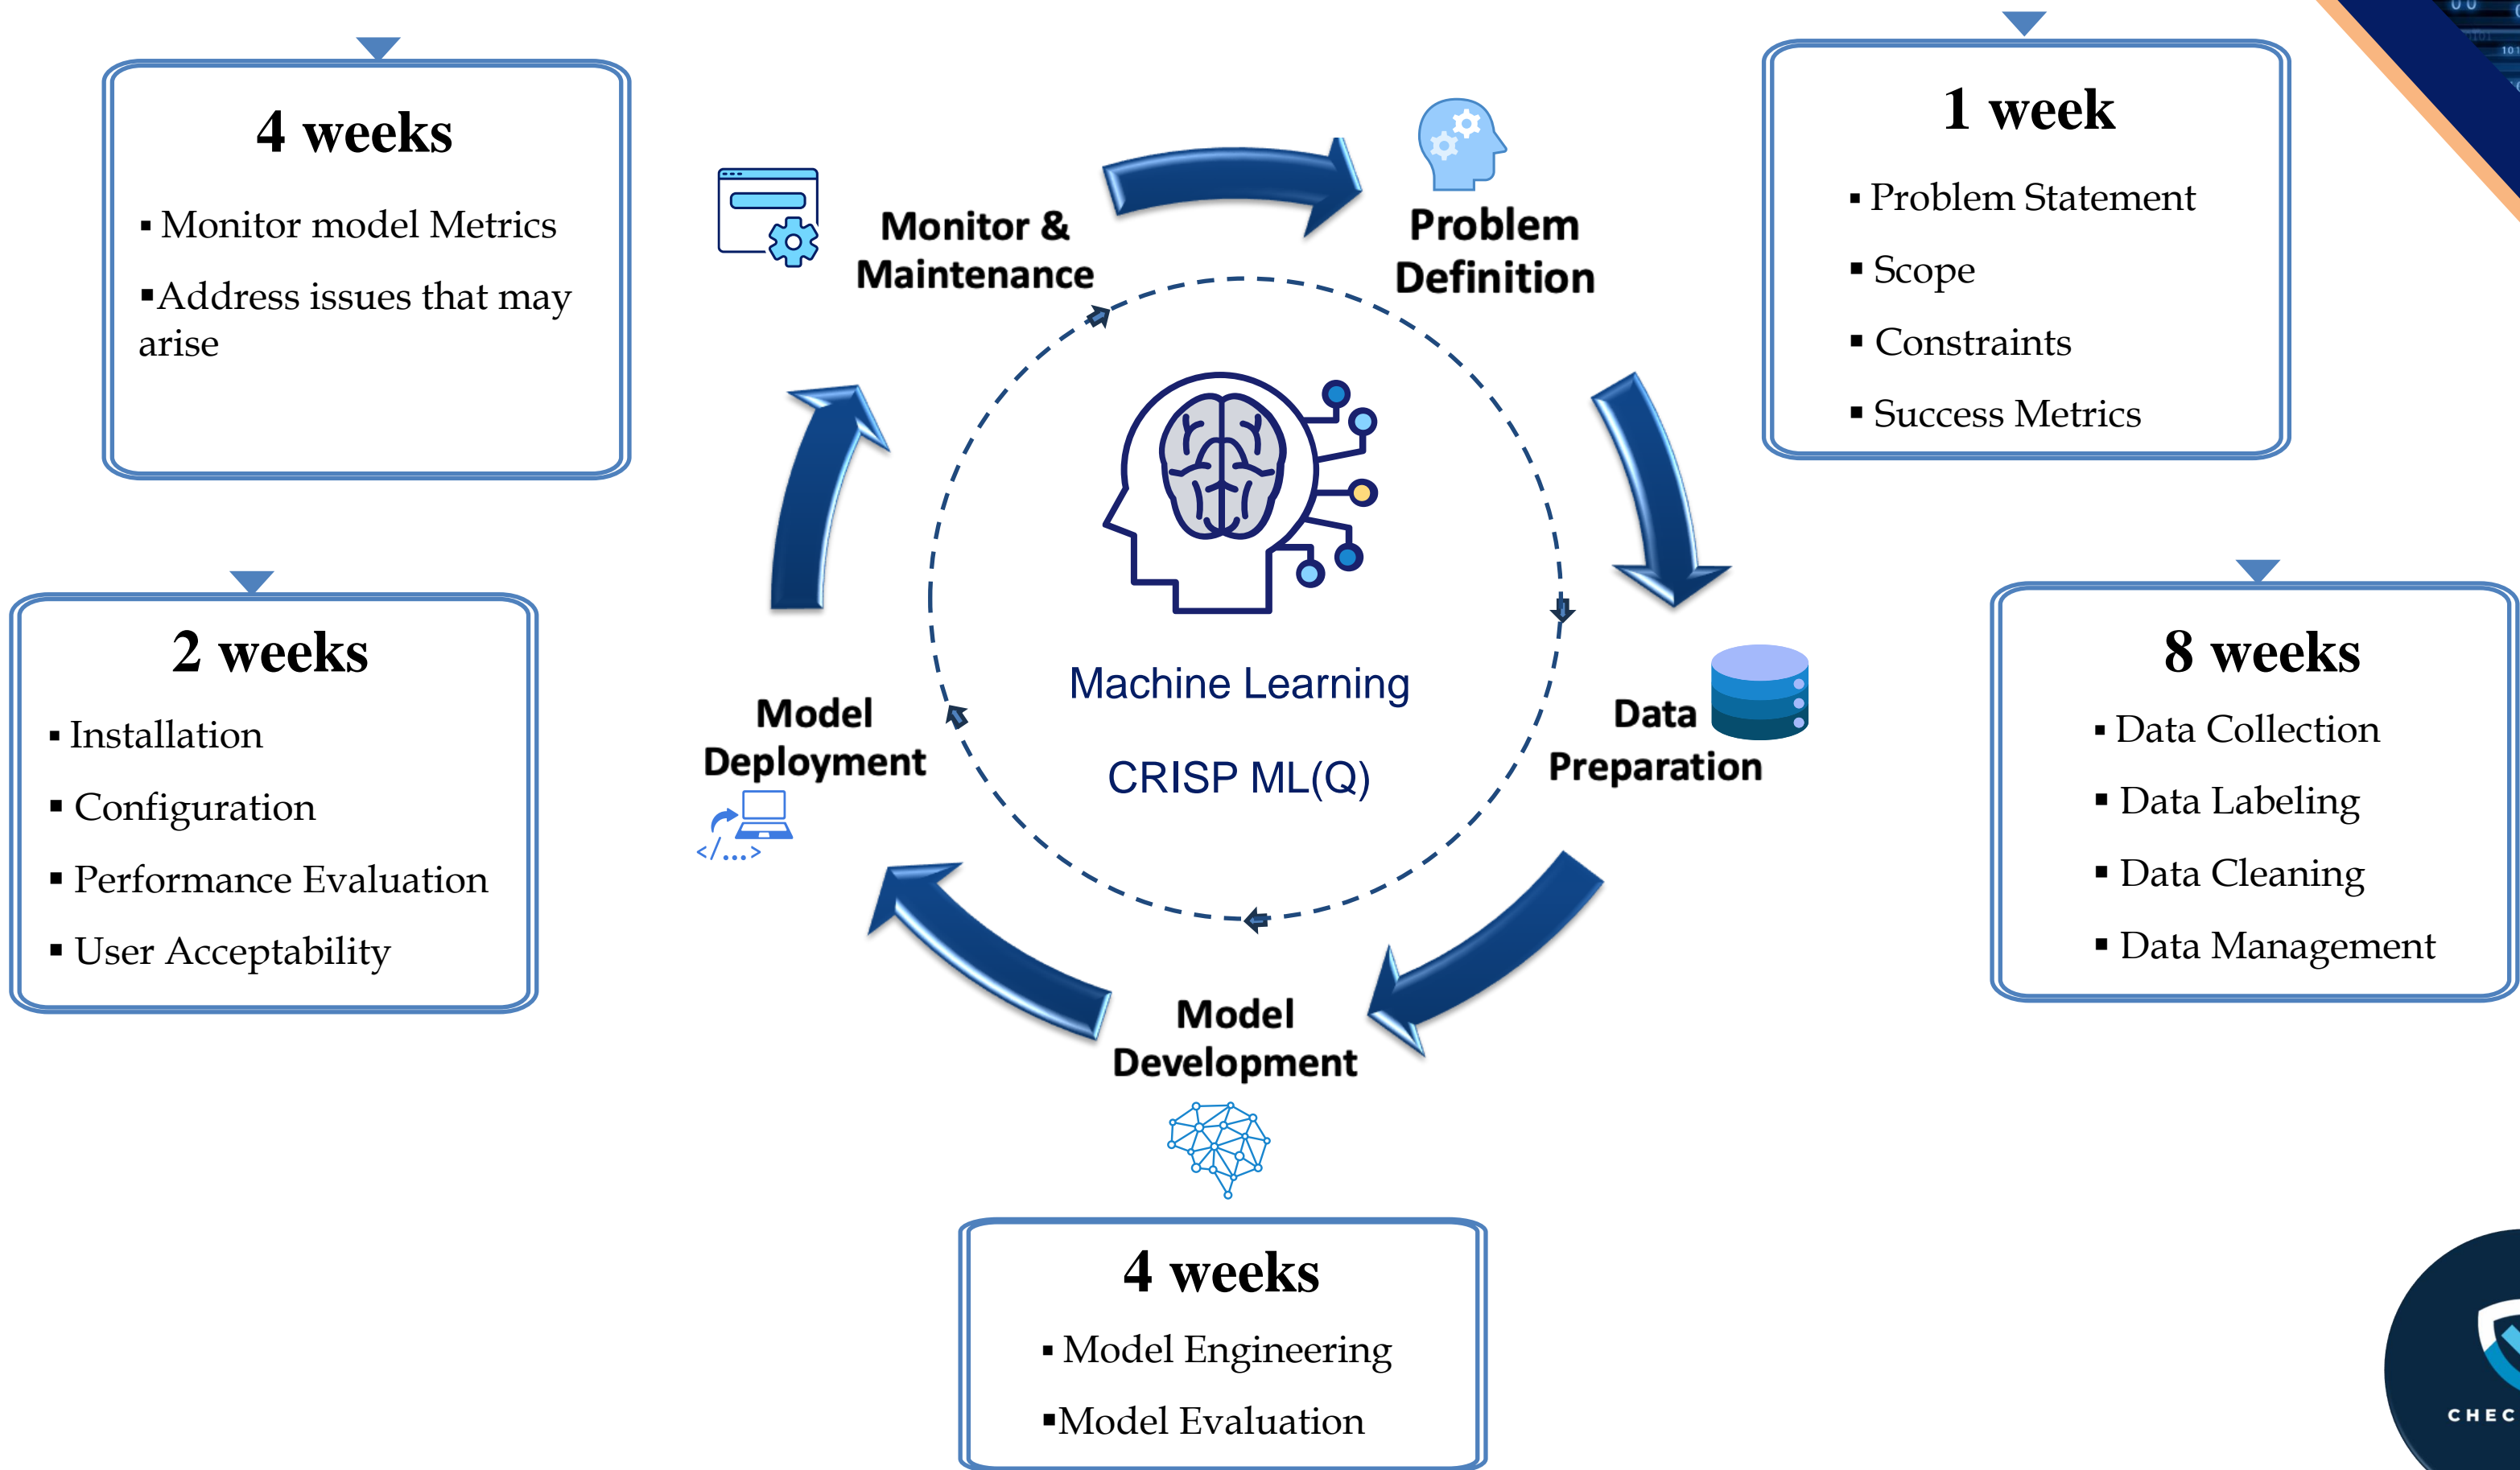 4 weeks
▪ Monitor model Metrics
▪Address issues that may
arise
1 week
▪ Problem Statement
▪ Scope
▪ Constraints
▪ Success Metrics
Monitor &
Maintenance
Problem
Definition
2 weeks
▪ Installation
▪ Configuration
▪ Performance Evaluation
▪ User Acceptability
Model
Deployment
</...>
Machine Learning
CRISP ML(Q)
Data
Preparation
8 weeks
▪ Data Collection
▪ Data Labeling
▪ Data Cleaning
▪ Data Management
Model
Development
4 weeks
▪ Model Engineering
▪Model Evaluation